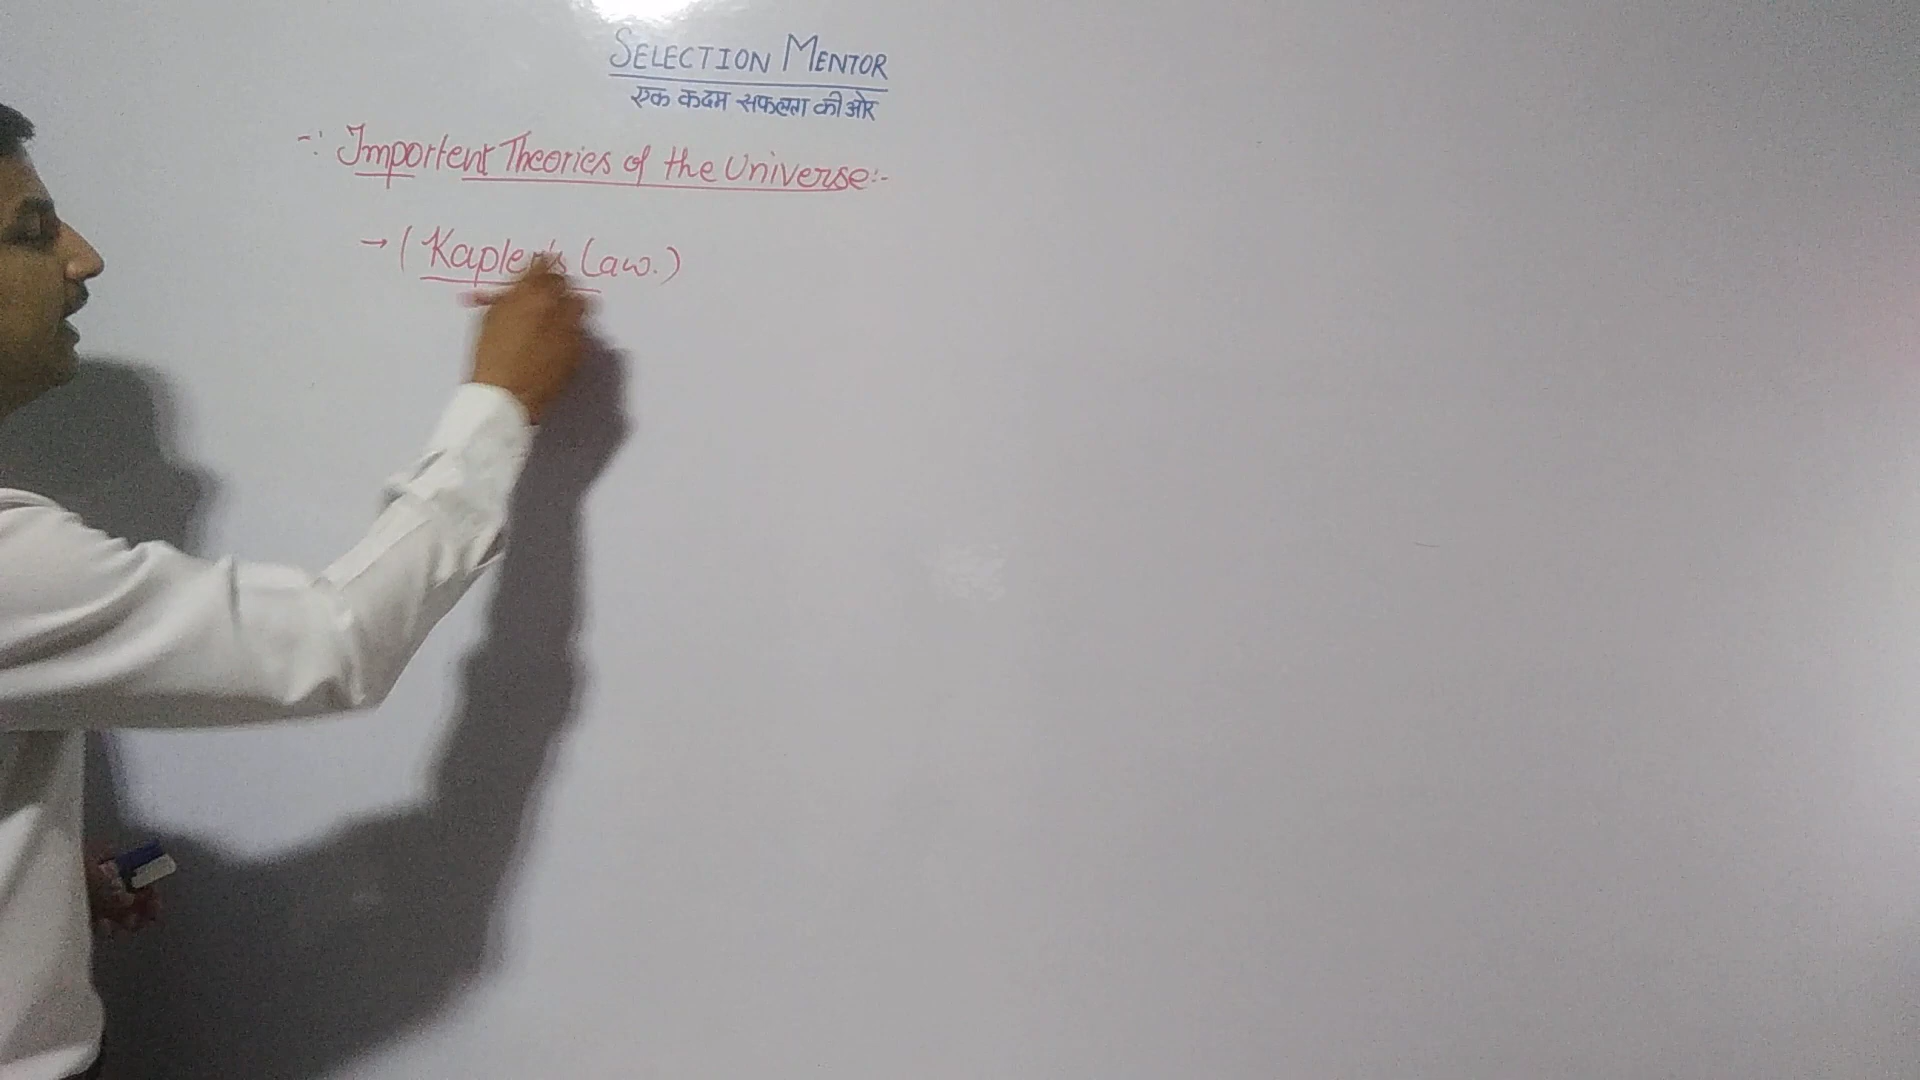 SELECTION MENTOR
एक कदम सफलता की ओर
-: Importent Theories of the Universe:-
→ ( Kapler's Law. )